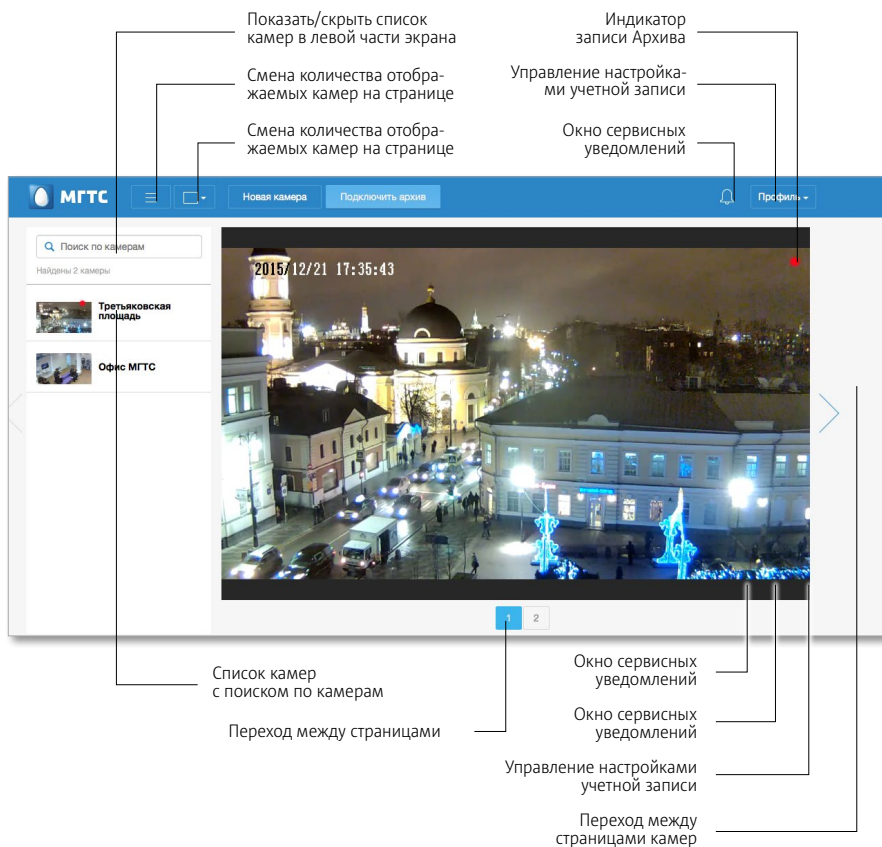 Показать/скрыть список
камер в левой части экрана
Смена количества отобра-
жаемых камер на странице
Смена количества отобра-
жаемых камер на странице
Индикатор
записи Архива
Управление настройка-
ми учетной записи
Окно сервисных
уведомлений
МГТС
Новая камера
Подключить архив
Профиль
Поиск по камерам
Найдены 2 камеры
Третьяковская
площадь
Офис МГТС
2015/12/21 17:35:43
1
2
Список камер
с поиском по камерам
Переход между страницами
Окно сервисных
уведомлений
Окно сервисных
уведомлений
Управление настройками
учетной записи
Переход между
страницами камер